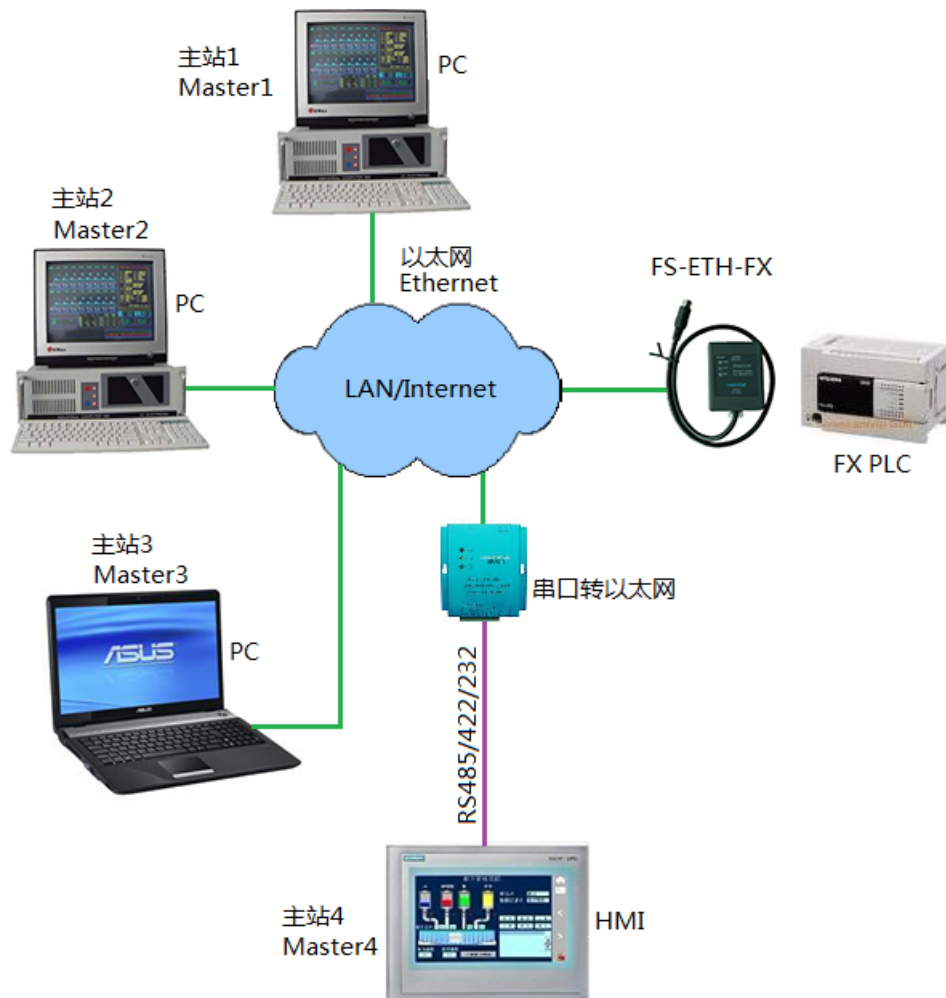 主站1
Master1
PC
主站2
Master2
PC
以太网
Ethernet
FS-ETH-FX
LAN/Internet
FX PLC
主站3
Master3
PC
ASUS
串口转以太网
RS485/422/232
主站4
Master4
HMI